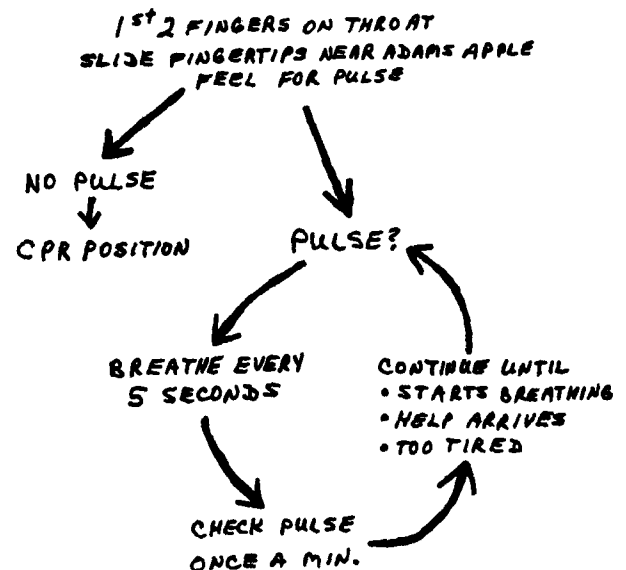 1st 2 FINGERS ON THROAT
SLIDE FINGERTIPS NEAR ADAMS APPLE
FEEL FOR PULSE
NO PULSE
CPR POSITION
PULSE?
BREATHE EVERY
5 SECONDS
CHECK PULSE
ONCE A MIN.
CONTINUE UNTIL
• STARTS BREATHING
• HELP ARRIVES
• TOO TIRED